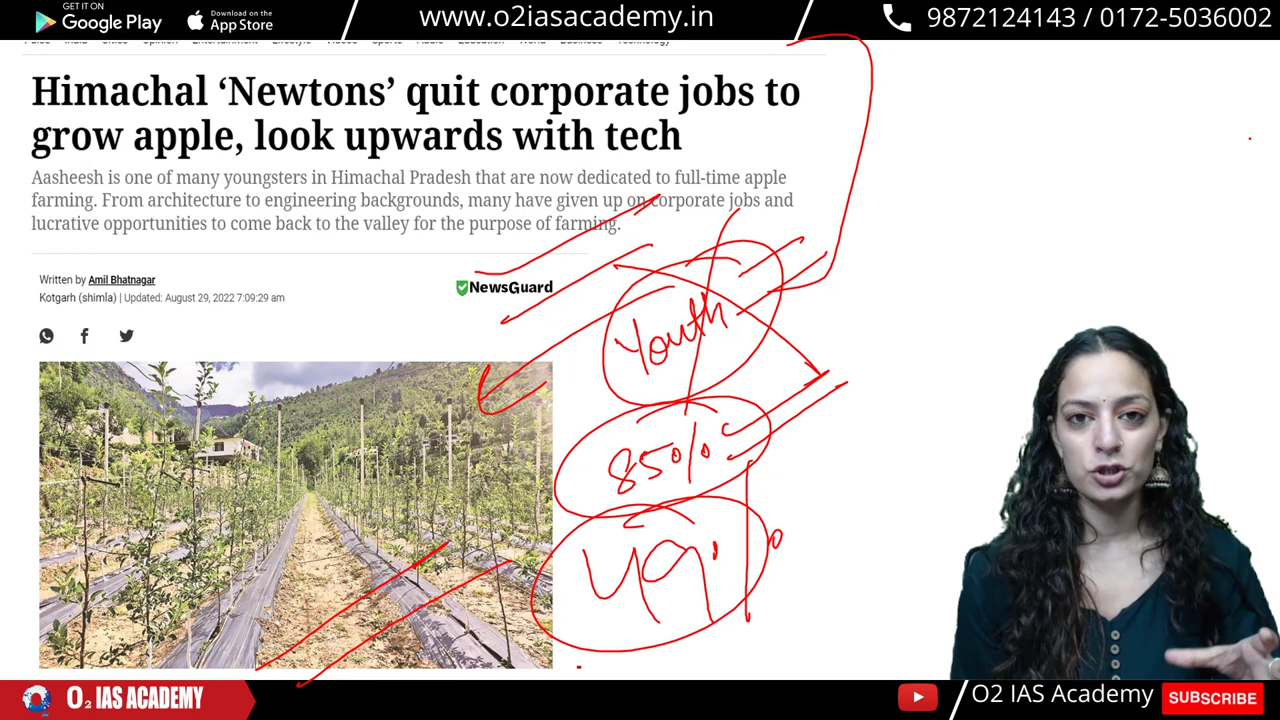 GET IT ON
Google Play
Download on the
App Store
www.o2iasacademy.in
9872124143 / 0172-5036002
Himachal ‘Newtons’ quit corporate jobs to
grow apple, look upwards with tech
Aasheesh is one of many youngsters in Himachal Pradesh that are now dedicated to full-time apple
farming. From architecture to engineering backgrounds, many have given up on corporate jobs and
lucrative opportunities to come back to the valley for the purpose of farming.
Written by Amil Bhatnagar
Kotgarh (shimla) | Updated: August 29, 2022 7:09:29 am
NewsGuard
Youth
85%
49%
O2 IAS ACADEMY
O2 IAS Academy
SUBSCRIBE